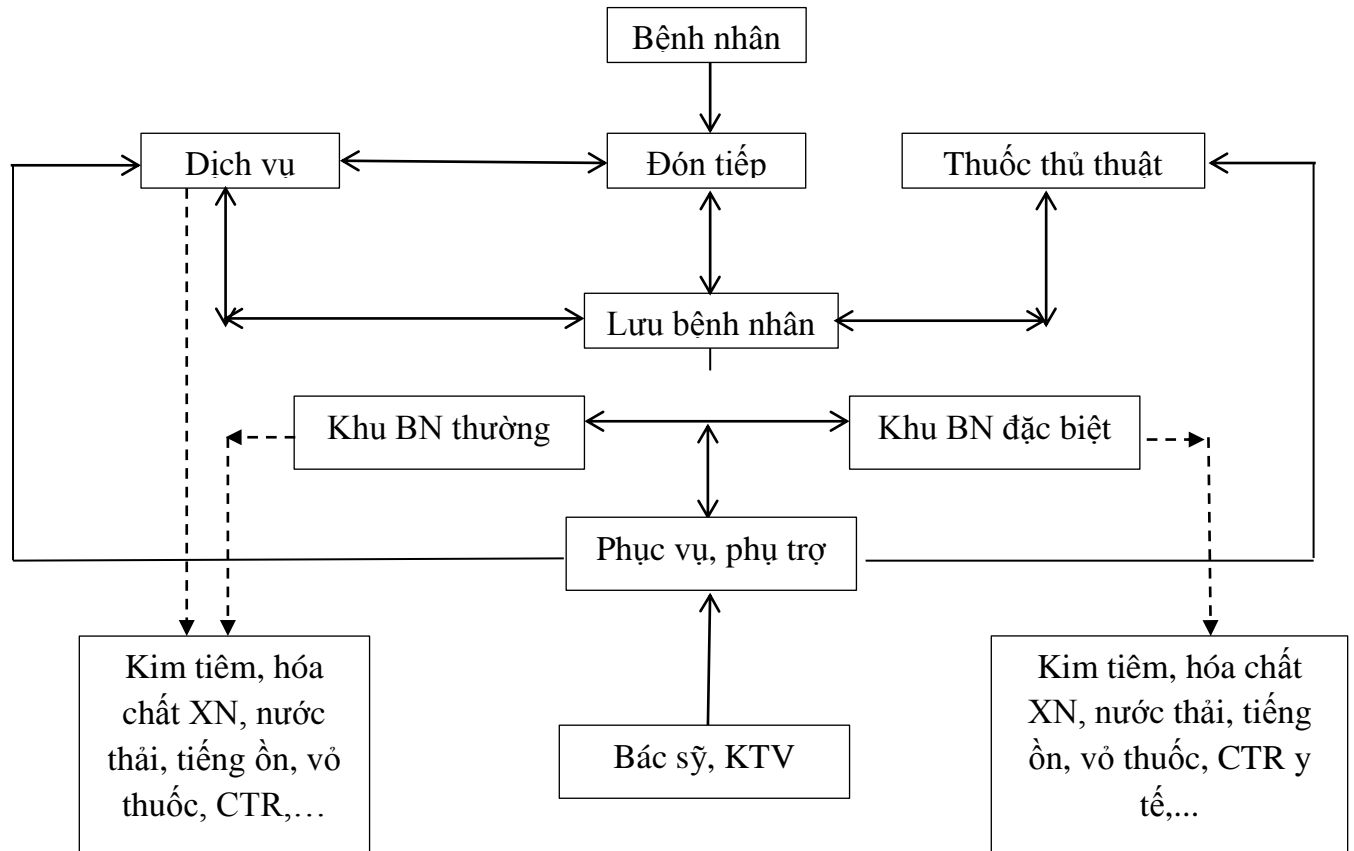 Bệnh nhân
Dịch vụ
Đón tiếp
Thuốc thủ thuật
Lưu bệnh nhân
Khu BN thường
Khu BN đặc biệt
Phục vụ, phụ trợ
Kim tiêm, hóa
chất XN, nước
thải, tiếng ồn, vỏ
thuốc, CTR,…
Bác sỹ, KTV
Kim tiêm, hóa chất
XN, nước thải, tiếng
ồn, vỏ thuốc, CTR y
tế,...